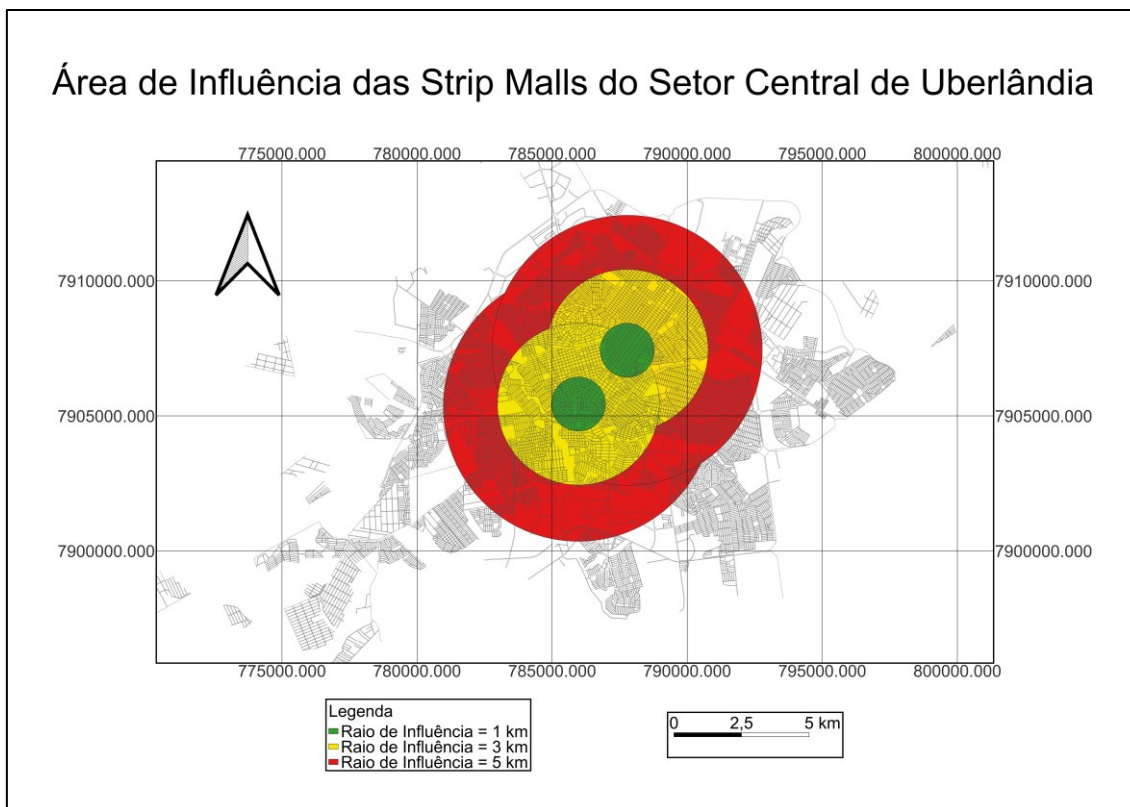 Área de Influência das Strip Malls do Setor Central de Uberlândia
775000.000 780000.000 785000.000 790000.000 795000.000 800000.000
7910000.000 7910000.000
7905000.000 7905000.000
7900000.000 7900000.000
775000.000 780000.000 785000.000 790000.000 795000.000 800000.000
Legenda
Raio de Influência = 1 km
Raio de Influência = 3 km
Raio de Influência = 5 km
0 2,5 5 km